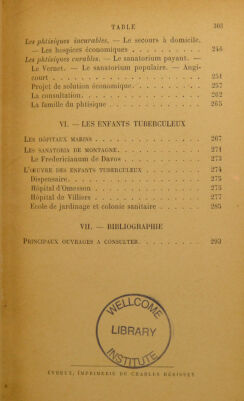 TABLE 303
Les phtisiques incurables. — Le secours à domicile.
— Les hospices économiques . . . . . . . . . 246
Les phtisiques curables. — Le sanatorium payant. —
Le Vernet. — Le sanatorium populaire. — Angi-
court . . . . . . . . . . . . . . . . . . . 251
Projet de solution économique. . . . . . . . . . 257
La consultation. . . . . . . . . . . . . . . . 262
La famille du phtisique . . . . . . . . . . . . 265
VI. — LES ENFANTS TUBERCULEUX
LES HÔPITAUX MARINS . . . . . . . . . . . . . . 267
LES SANATORIA DE MONTAGNE. . . . . . . . . . . . 271
Le Fredericianum de Davos . . . . . . . . . . . 273
L'ŒUVRE DES ENFANTS TUBERCULEUX . . . . . . . . 274
Dispensaire. . . . . . . . . . . . . . . . . . 275
Hôpital d'Ormesson . . . . . . . . . . . . . . 275
Hôpital de Villiers . . . . . . . . . . . . . . 277
Ecole de jardinage et colonie sanitaire . . . . . 285
VII. — BIBLIOGRAPHIE
PRINCIPAUX OUVRAGES A CONSULTER. . . . . . . . . 293
WELLCOME
LIBRARY
INSTITUTE
ÉVREUX, IMPRIMERIE DE CHARLES HÉRISSEY